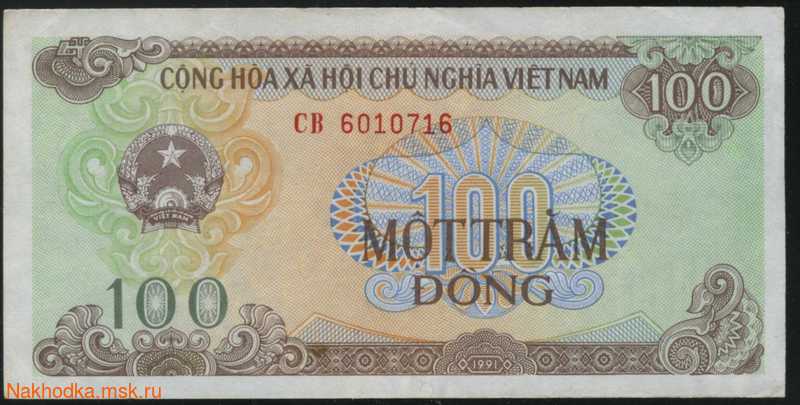 CỘNG HÒA XÃ HỘI CHỦ NGHĨA VIỆT NAM
100
CB 6010716
VIỆT NAM
100
MỘT TRĂM
ĐỒNG
100
1991
Nakhodka.msk.ru